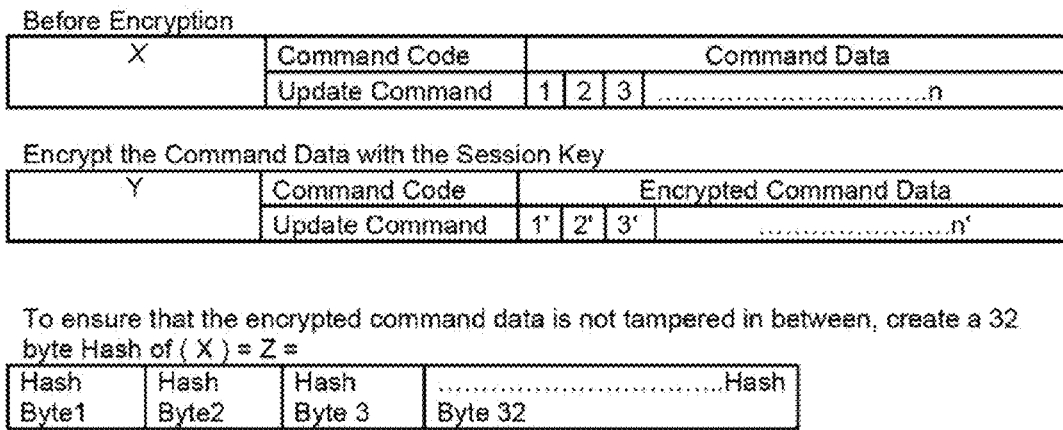 Before Encryption
X Command Code Command Data
Update Command 1 2 3 ..............................n
Encrypt the Command Data with the Session Key
Y Command Code Encrypted Command Data
Update Command 1' 2' 3' ......................n'
To ensure that the encrypted command data is not tampered in between, create a 32
byte Hash of ( X ) = Z =
Hash Hash Hash ................................Hash
Byte1 Byte2 Byte 3 Byte 32